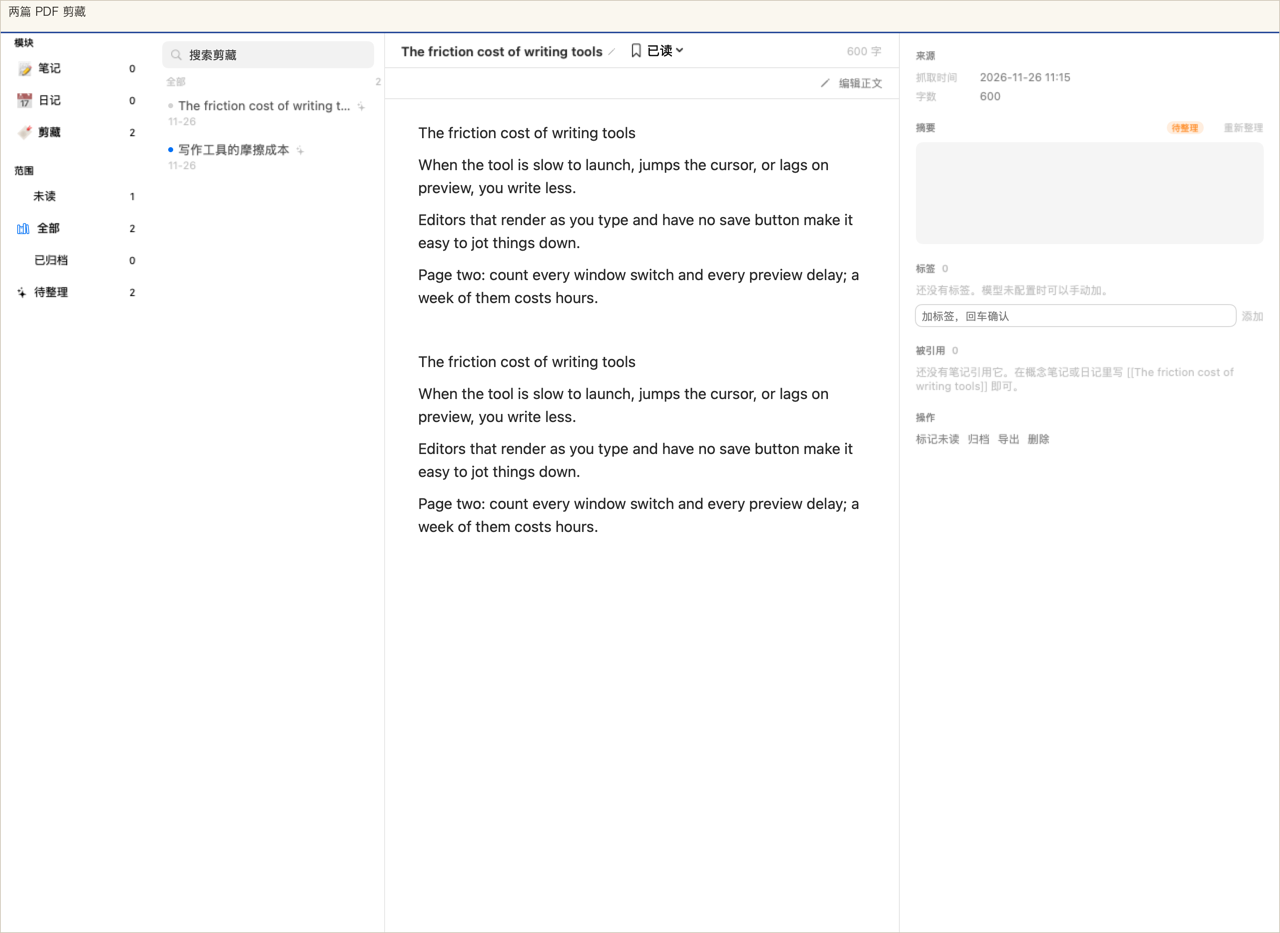 两篇 PDF 剪藏
模块
笔记 0
日记 0
剪藏 2
范围
未读 1
全部 2
已归档 0
待整理 2
搜索剪藏
全部 2
The friction cost of writing t...
11-26
写作工具的摩擦成本
11-26
The friction cost of writing tools 已读 600 字
编辑正文
The friction cost of writing tools
When the tool is slow to launch, jumps the cursor, or lags on
preview, you write less.
Editors that render as you type and have no save button make it
easy to jot things down.
Page two: count every window switch and every preview delay; a
week of them costs hours.
The friction cost of writing tools
When the tool is slow to launch, jumps the cursor, or lags on
preview, you write less.
Editors that render as you type and have no save button make it
easy to jot things down.
Page two: count every window switch and every preview delay; a
week of them costs hours.
来源
抓取时间 2026-11-26 11:15
字数 600
摘要 待整理 重新整理
标签 0
还没有标签。模型未配置时可以手动加。
加标签，回车确认 添加
被引用 0
还没有笔记引用它。在概念笔记或日记里写 [[The friction cost of
writing tools]] 即可。
操作
标记未读 归档 导出 删除